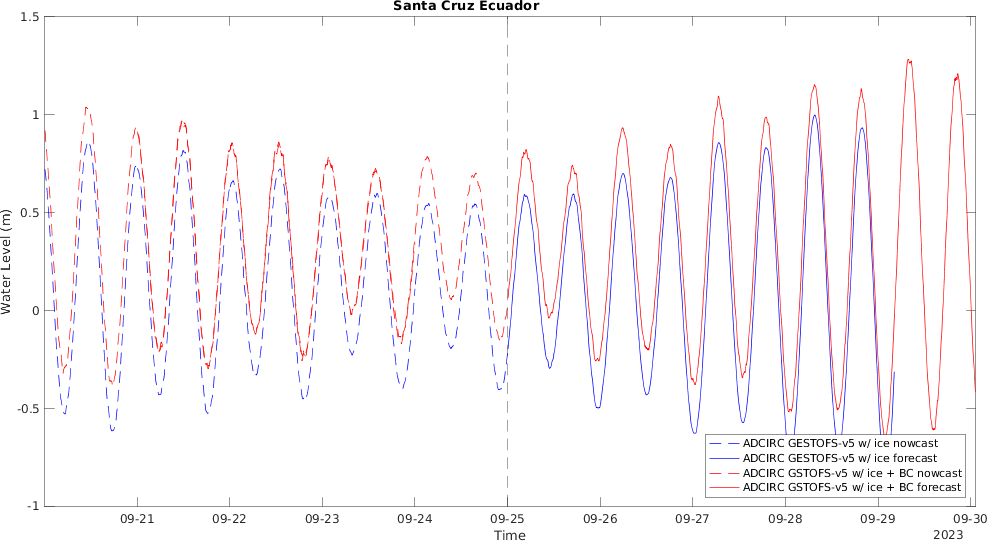 Santa Cruz Ecuador
1.5
1
0.5
0
-0.5
-1
Water Level (m)
ADCIRC GESTOFS-v5 w/ ice nowcast
ADCIRC GESTOFS-v5 w/ ice forecast
ADCIRC GSTOFS-v5 w/ ice + BC nowcast
ADCIRC GSTOFS-v5 w/ ice + BC forecast
09-21 09-22 09-23 09-24 09-25 09-26 09-27 09-28 09-29 09-30
Time
2023